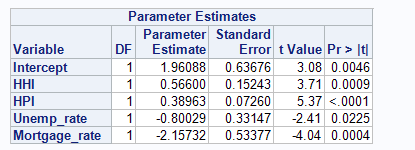 Parameter Estimates
Variable DF Parameter Estimate Standard Error t Value Pr > |t|
Intercept 1 1.96088 0.63676 3.08 0.0046
HHI 1 0.56600 0.15243 3.71 0.0009
HPI 1 0.38963 0.07260 5.37 <.0001
Unemp_rate 1 -0.80029 0.33147 -2.41 0.0225
Mortgage_rate 1 -2.15732 0.53377 -4.04 0.0004